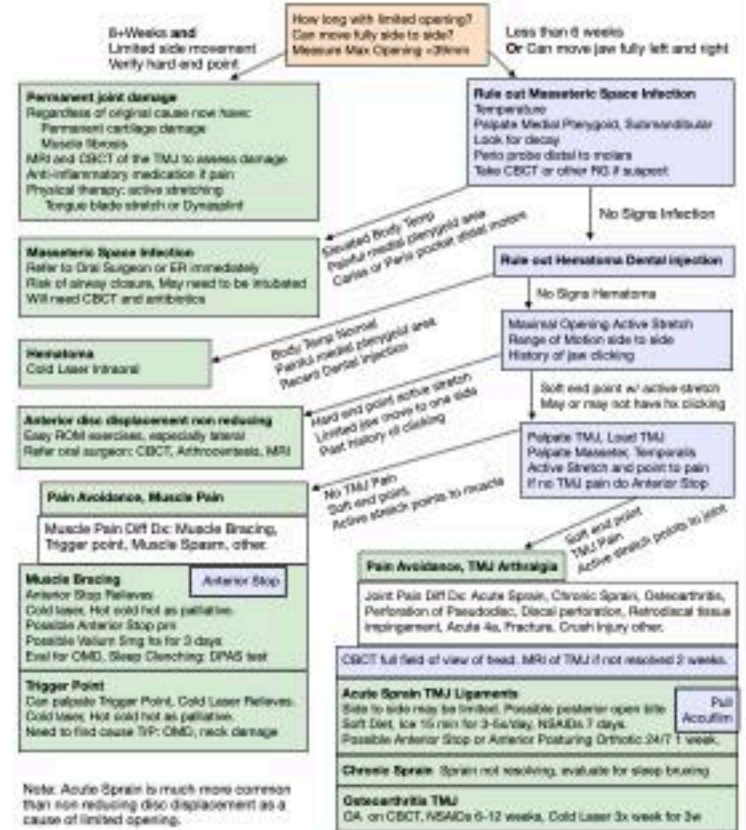 How long with limited opening?
Can move fully side to side?
Measure Max Opening <39mm
6+Weeks and
Limited side movement
Verify hard end point
Less than 6 weeks
Or Can move jaw fully left and right
Permanent joint damage
Regardless of original cause now have:
Permanent cartilage damage
Muscle fibrosis
MRI and CBCT of the TMJ to assess damage
Anti-inflammatory medication if pain
Physical therapy: active stretching
Tongue blade stretch or Dynasplint
Rule out Masseteric Space Infection
Temperature
Palpate Medial Pterygoid, Submandibular
Look for decay
Perio probe distal to molars
Take CBCT or other RG if suspect
No Signs Infection
Elevated Body Temp
Painful medial pterygoid area
Caries or Perio pocket distal molars
Masseteric Space Infection
Refer to Oral Surgeon or ER immediately
Risk of airway closure, May need to be intubated
Will need CBCT and antibiotics
Rule out Hematoma Dental injection
No Signs Hematoma
Body Temp Normal
Painful medial pterygoid area
Recent Dental Injection
Hematoma
Cold Laser Intraoral
Maximal Opening Active Stretch
Range of Motion side to side
History of jaw clicking
Soft end point w/ active stretch
May or may not have hx clicking
Hard end point active stretch
Limited jaw move to one side
Past history of clicking
Anterior disc displacement non reducing
Easy ROM exercises, especially lateral
Refer oral surgeon: CBCT, Arthrocentesis, MRI
Palpate TMJ, Load TMJ
Palpate Masseter, Temporalis
Active Stretch and point to pain
If no TMJ pain do Anterior Stop
No TMJ Pain
Soft end point,
Active stretch points to muscle
Soft end point
TMJ Pain
Active stretch points to joint
Pain Avoidance, Muscle Pain
Muscle Pain Diff Dx: Muscle Bracing,
Trigger point, Muscle Spasm, other.
Muscle Bracing
Anterior Stop
Anterior Stop Relieves
Cold laser, Hot cold hot as palliative.
Possible Anterior Stop prn
Possible Valium 5mg hs for 3 days
Eval for OMD, Sleep Clenching: DPAS test
Trigger Point
Can palpate Trigger Point, Cold Laser Relieves.
Cold laser, Hot cold hot as palliative.
Need to find cause T/P: OMD, neck damage
Pain Avoidance, TMJ Arthralgia
Joint Pain Diff Dx: Acute Sprain, Chronic Sprain, Osteoarthritis,
Perforation of Pseudodisc, Discal perforation, Retrodiscal tissue
impingement, Acute 4a, Fracture, Crush Injury other.
CBCT full field of view of head. MRI of TMJ if not resolved 2 weeks.
Acute Sprain TMJ Ligaments
Side to side may be limited. Possible posterior open bite
Soft Diet, Ice 15 min for 3-5x/day, NSAIDs 7 days.
Possible Anterior Stop or Anterior Posturing Orthotic 24/7 1 week,
Pull
Accufilm
Chronic Sprain Sprain not resolving, evaluate for sleep bruxing
Osteoarthritis TMJ
OA on CBCT, NSAIDs 6-12 weeks, Cold Laser 3x week for 3w
Note: Acute Sprain is much more common
than non reducing disc displacement as a
cause of limited opening.